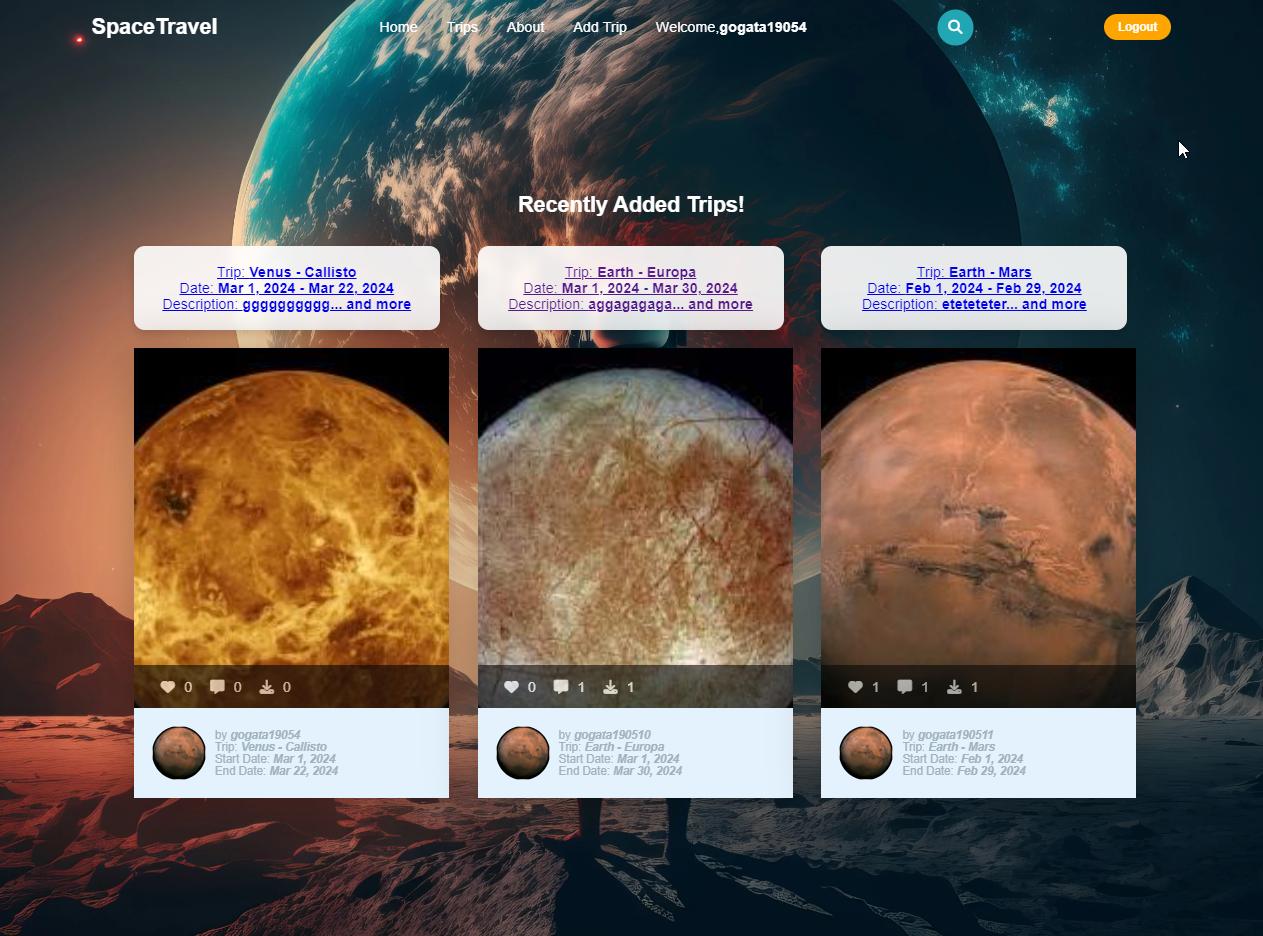 SpaceTravel
Home Trips About Add Trip Welcome,gogata19054 Logout
Recently Added Trips!
Trip: Venus - Callisto
Date: Mar 1, 2024 - Mar 22, 2024
Description: gggggggggg... and more
Trip: Earth - Europa
Date: Mar 1, 2024 - Mar 30, 2024
Description: aggagagaga... and more
Trip: Earth - Mars
Date: Feb 1, 2024 - Feb 29, 2024
Description: eteteteter... and more
0 0 0
1 1
0 1 1
1 1 1
by gogata19054
Trip: Venus - Callisto
Start Date: Mar 1, 2024
End Date: Mar 22, 2024
by gogata190510
Trip: Earth - Europa
Start Date: Mar 1, 2024
End Date: Mar 30, 2024
by gogata190511
Trip: Earth - Mars
Start Date: Feb 1, 2024
End Date: Feb 29, 2024